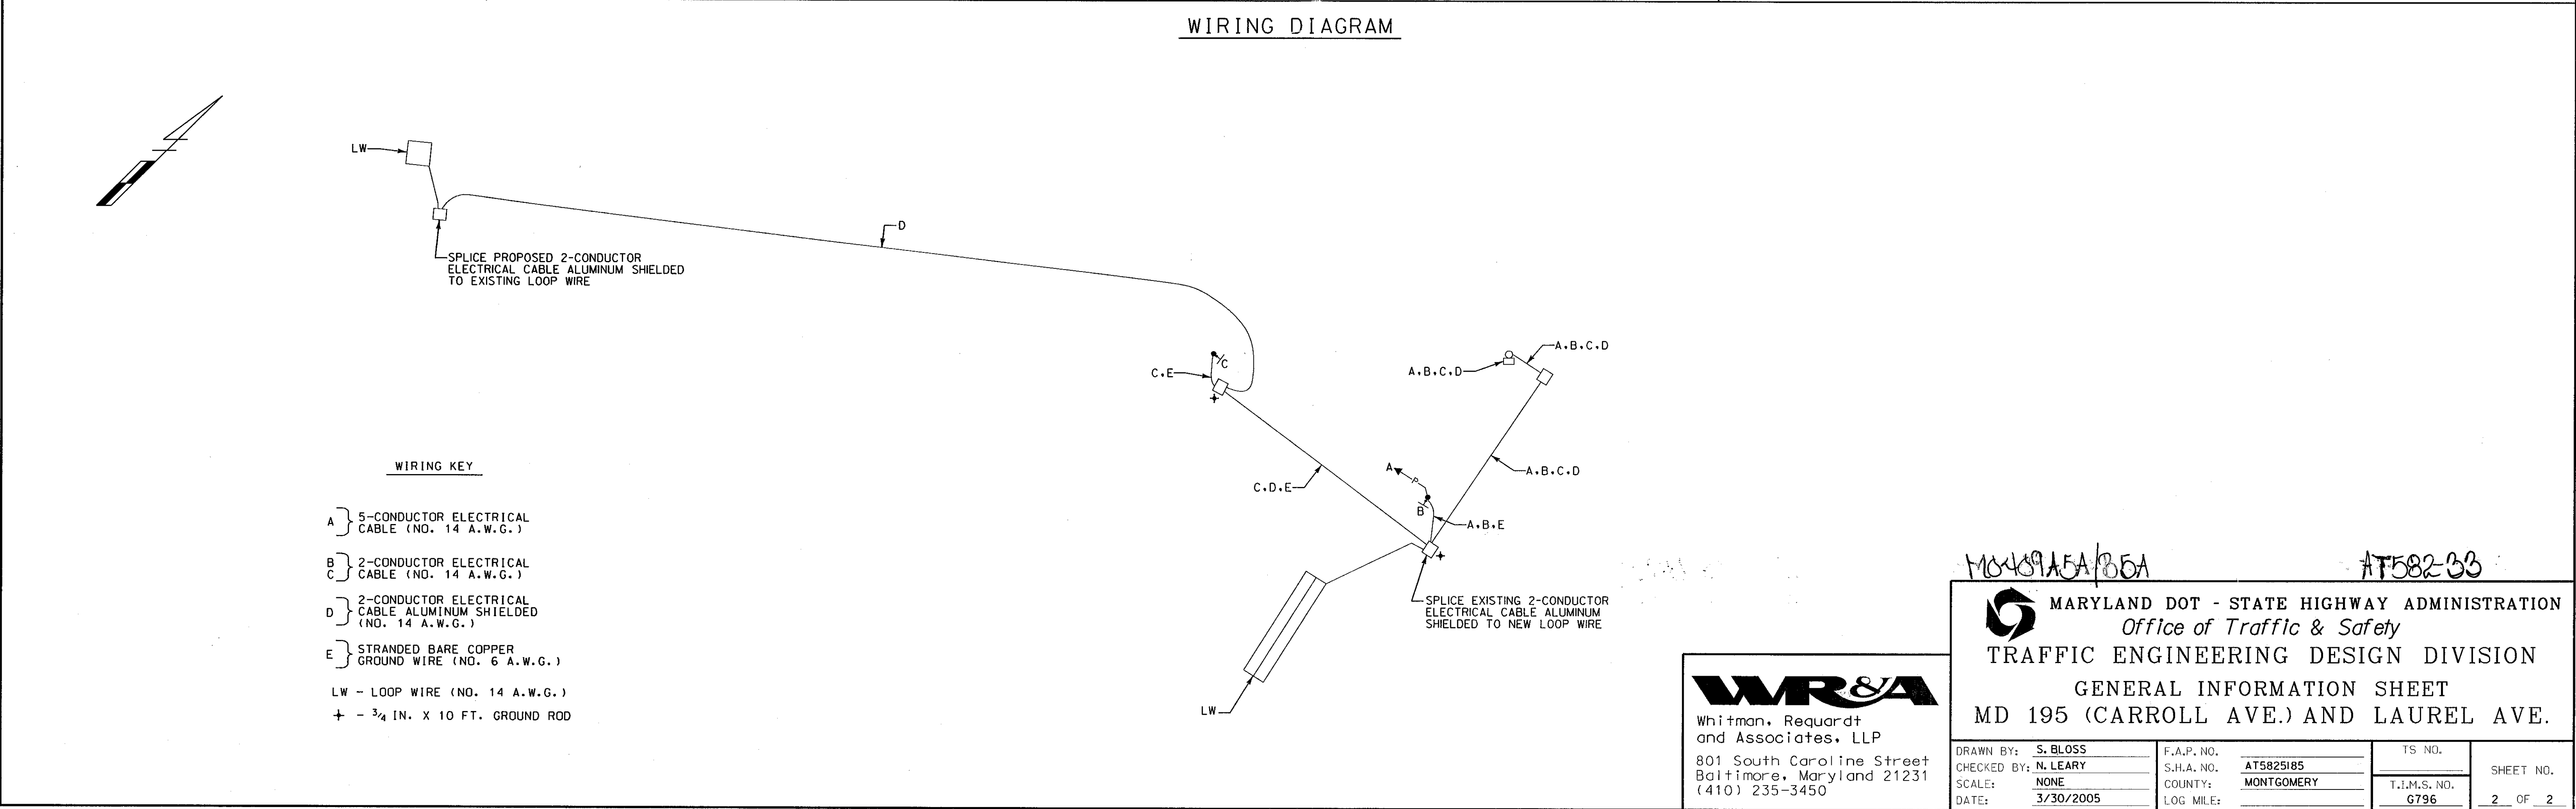 WIRING DIAGRAM
LW
D
SPLICE PROPOSED 2-CONDUCTOR
ELECTRICAL CABLE ALUMINUM SHIELDED
TO EXISTING LOOP WIRE
C
C,E
A,B,C,D
A,B,C,D
A,B,C,D
C,D,E
A
P
B
A,B,E
SPLICE EXISTING 2-CONDUCTOR
ELECTRICAL CABLE ALUMINUM
SHIELDED TO NEW LOOP WIRE
LW
WIRING KEY
A } 5-CONDUCTOR ELECTRICAL
CABLE (NO. 14 A.W.G.)
B } 2-CONDUCTOR ELECTRICAL
C CABLE (NO. 14 A.W.G.)
2-CONDUCTOR ELECTRICAL
D } CABLE ALUMINUM SHIELDED
(NO. 14 A.W.G.)
E } STRANDED BARE COPPER
GROUND WIRE (NO. 6 A.W.G.)
LW - LOOP WIRE (NO. 14 A.W.G.)
- 3/4 IN. X 10 FT. GROUND ROD
WR&A
Whitman, Requardt
and Associates, LLP
801 South Caroline Street
Baltimore, Maryland 21231
(410) 235-3450
AT582-33
MARYLAND DOT - STATE HIGHWAY ADMINISTRATION
Office of Traffic & Safety
TRAFFIC ENGINEERING DESIGN DIVISION
GENERAL INFORMATION SHEET
MD 195 (CARROLL AVE.) AND LAUREL AVE.
DRAWN BY: S. BLOSS
CHECKED BY: N. LEARY
SCALE: NONE
DATE: 3/30/2005
F.A.P. NO.
S.H.A. NO. AT5825185
COUNTY: MONTGOMERY
LOG MILE:
TS NO.
T.I.M.S. NO.
G796
SHEET NO.
2 OF 2